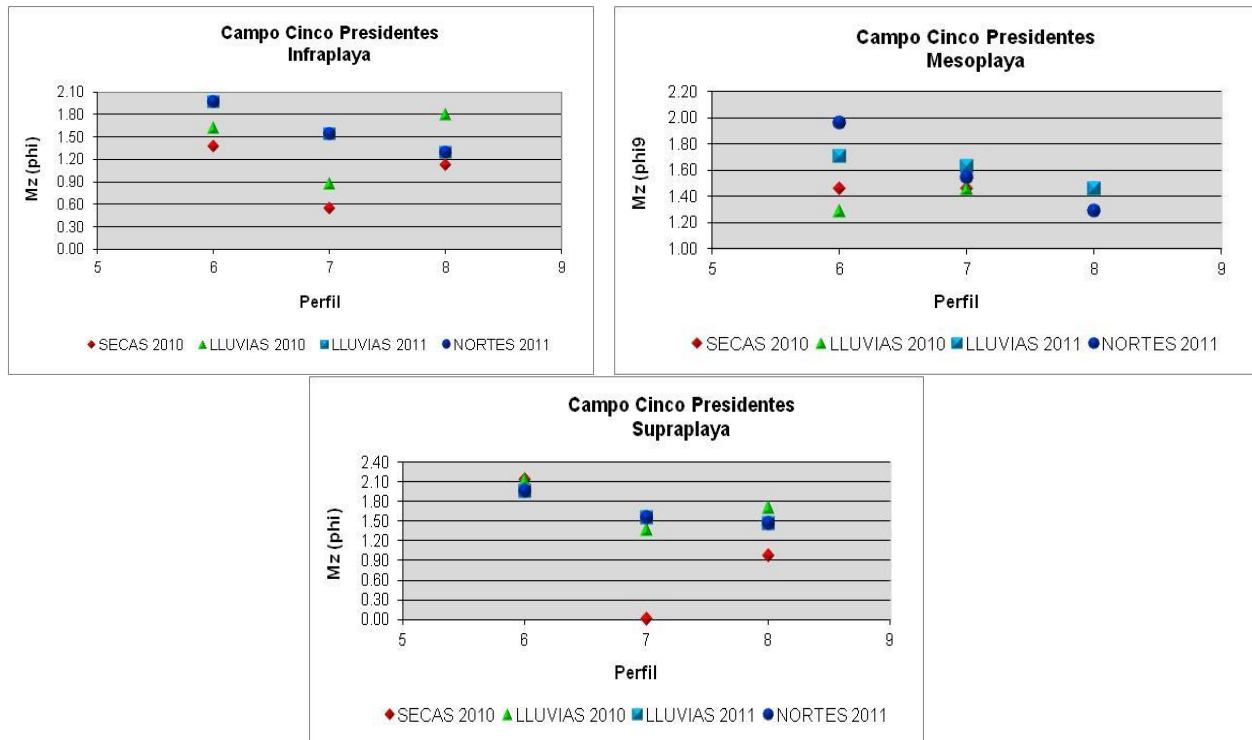 Campo Cinco Presidentes
Infraplaya
Mz (phi)
2.10
1.80
1.50
1.20
0.90
0.60
0.30
0.00
5 6 7 8 9
Perfil
SECAS 2010 LLUVIAS 2010 LLUVIAS 2011 NORTES 2011
Campo Cinco Presidentes
Mesoplaya
Mz (phi9
2.20
2.00
1.80
1.60
1.40
1.20
1.00
5 6 7 8 9
Perfil
SECAS 2010 LLUVIAS 2010 LLUVIAS 2011 NORTES 2011
Campo Cinco Presidentes
Supraplaya
Mz (phi)
2.40
2.10
1.80
1.50
1.20
0.90
0.60
0.30
0.00
5 6 7 8 9
Perfil
SECAS 2010 LLUVIAS 2010 LLUVIAS 2011 NORTES 2011